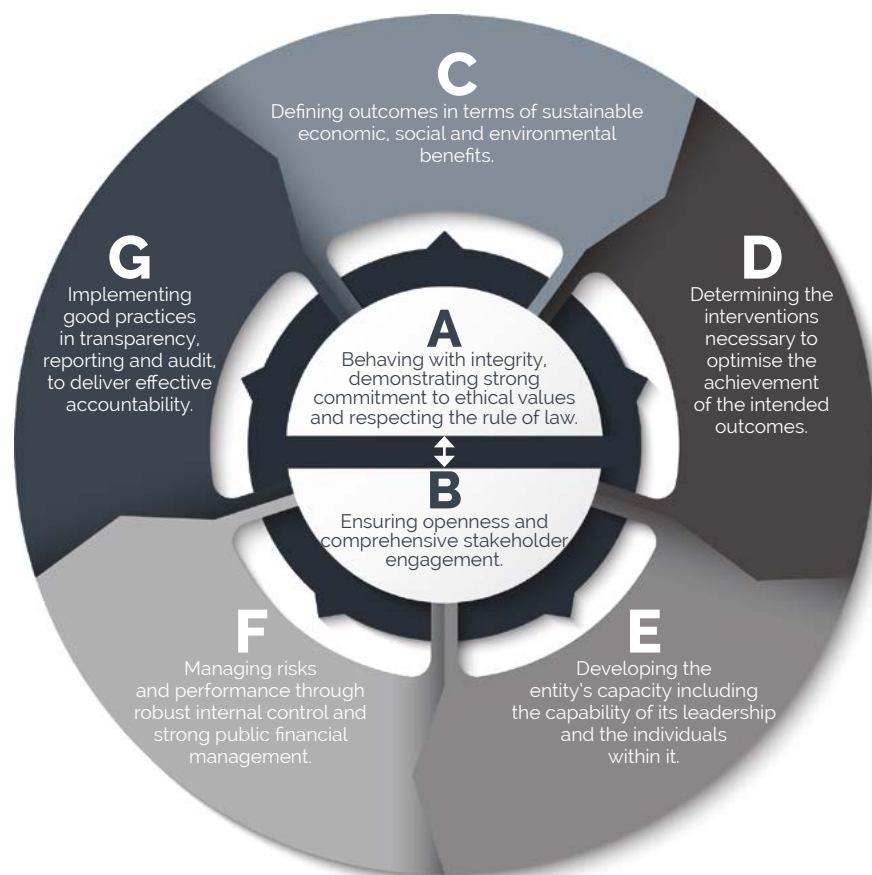 C
Defining outcomes in terms of sustainable
economic, social and environmental
benefits.
G
Implementing
good practices
in transparency,
reporting and audit,
to deliver effective
accountability.
D
Determining the
interventions
necessary to
optimise the
achievement
of the intended
outcomes.
A
Behaving with integrity,
demonstrating strong
commitment to ethical values
and respecting the rule of law.
B
Ensuring openness and
comprehensive stakeholder
engagement.
F
Managing risks
and performance through
robust internal control and
strong public financial
management.
E
Developing the
entity’s capacity including
the capability of its leadership
and the individuals
within it.